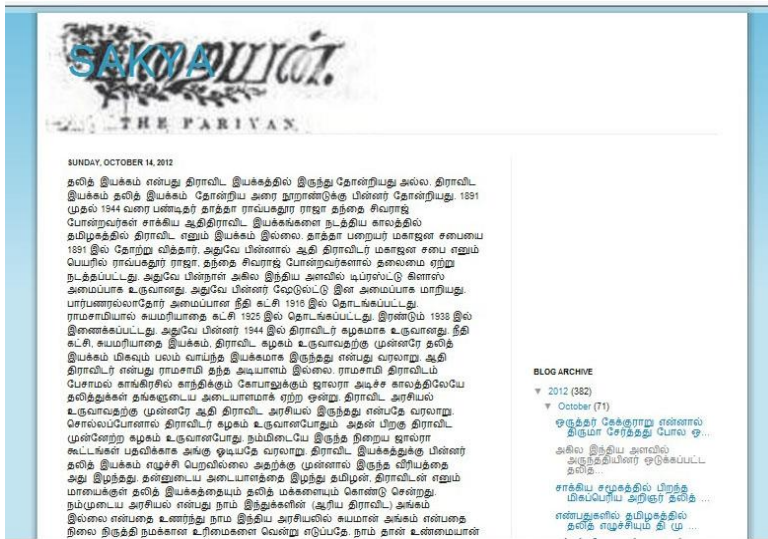 SAKYA
பறையன்.
THE PARIYAN
SUNDAY, OCTOBER 14, 2012
தலித் இயக்கம் என்பது திராவிட இயக்கத்தில் இருந்து தோன்றியது அல்ல. திராவிட
இயக்கம் தலித் இயக்கம் தோன்றிய அரை நூறாண்டுக்கு பின்னர் தோன்றியது. 1891
முதல் 1944 வரை பண்டிதர் தாத்தா ராவ்பகதூர ராஜா தந்தை சிவராஜ்
போன்றவர்கள் சாக்கிய ஆதிதிராவிட இயக்கங்களை நடத்திய காலத்தில்
தமிழகத்தில் திராவிட எனும் இயக்கம் இல்லை. தாத்தா பறையர் மகாஜன சபையை
1891 இல் தோற்று வித்தார், அதுவே பின்னால் ஆதி திராவிடர் மகாஜன சபை எனும்
பெயரில் ராவ்பகதூர் ராஜா, தந்தை சிவராஜ் போன்றவர்களால் தலைமை ஏற்று
நடத்தப்பட்டது. அதுவே பின்நாள் அகில இந்திய அளவில் டிப்ரஸ்ட்டு கிளாஸ்
அமைப்பாக உருவானது. அதுவே பின்னர் ஷேடுல்ட்டு இன அமைப்பாக மாறியது.
பார்பணரல்லாதோர் அமைப்பான நீதி கட்சி 1916 இல் தொடங்கப்பட்டது.
ராமசாமியால் சுயமரியாதை கட்சி 1925 இல் தொடங்கப்பட்டது. இரண்டும் 1938 இல்
இணைக்கப்பட்டது. அதுவே பின்னர் 1944 இல் திராவிடர் கழகமாக உருவானது. நீதி
கட்சி, சுயமரியாதை இயக்கம், திராவிட கழகம் உருவாவதற்கு முன்னரே தலித்
இயக்கம் மிகவும் பலம் வாய்ந்த இயக்கமாக இருந்தது என்பது வரலாறு. ஆதி
திராவிடர் என்பது ராமசாமி தந்த அடியாளம் இல்லை. ராமசாமி திராவிடம்
பேசாமல் காங்கிரசில் காந்திக்கும் கோபாலுக்கும் ஜாலரா அடிச்ச காலத்திலேயே
தலித்துக்கள் தங்களுடைய அடையாளமாக் ஏற்ற ஒன்று. திராவிட அரசியல்
உருவாவதற்கு முன்னரே ஆதி திராவிட அரசியல் இருந்தது என்பதே வரலாறு.
சொல்லப்போனால் திராவிடர் கழகம் உருவானபோதும் அதன் பிறகு திராவிட
முன்னேற்ற கழகம் உருவானபோது. நம்மிடையே இருந்த நிறைய ஜால்ரா
கூட்டங்கள் பதவிக்காக அங்கு ஓடியதே வரலாறு. திராவிட இயக்கத்துக்கு பின்னர்
தலித் இயக்கம் எழுச்சி பெறவில்லை அதற்க்கு முன்னால் இருந்த வீரியத்தை
அது இழந்தது. தன்னுடைய அடையாளத்தை இழந்து தமிழன், திராவிடன் எனும்
மாயைக்குள் தலித் இயக்கத்தையும் தலித் மக்களையும் கொண்டு சென்றது.
நம்முடைய அரசியல் என்பது நாம் இந்துக்களின் (ஆரிய திராவிட) அங்கம்
இல்லை என்பதை உணர்ந்து நாம இந்திய அரசியலில் சுயமான் அங்கம் என்பதை
நிலை நிருத்தி நமக்கான உரிமைகளை வென்று எடுப்பதே. நாம் தான் உண்மையான்
BLOG ARCHIVE
▼ 2012 (382)
▼ October (71)
ஒருத்தர் கேக்குராறு என்னால்
திருமா சேர்த்தது போல ஒ...
அகில இந்திய அளவில்
அருந்ததியினர் ஒடுக்கப்பட்ட
தலித்...
சாக்கிய சமூகத்தில் பிறந்த
மிகப்பெரிய அறிஞர் தலித் ...
எண்பதுகளில் தமிழகத்தில்
தலித் எழுச்சியும் தி மு ...